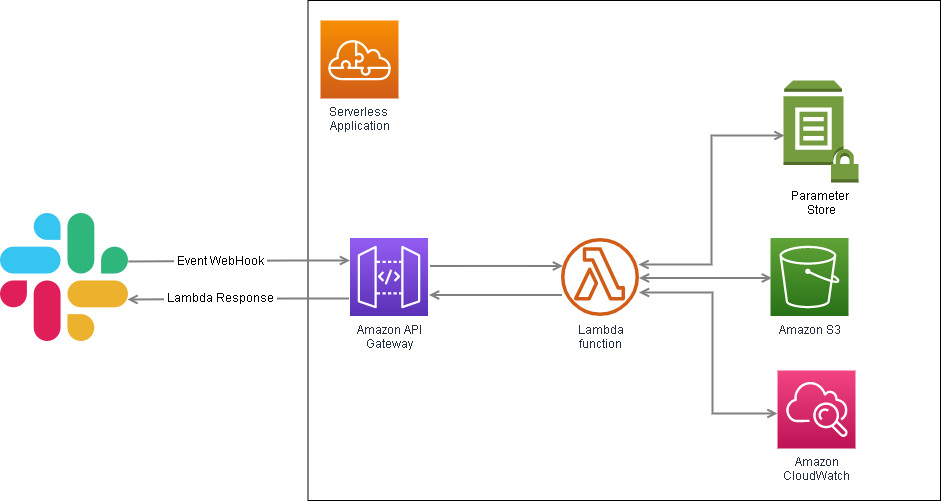 Serverless
Application
Parameter
Store
Event WebHook
Lambda Response
Amazon API
Gateway
Lambda
function
Amazon S3
Amazon
CloudWatch